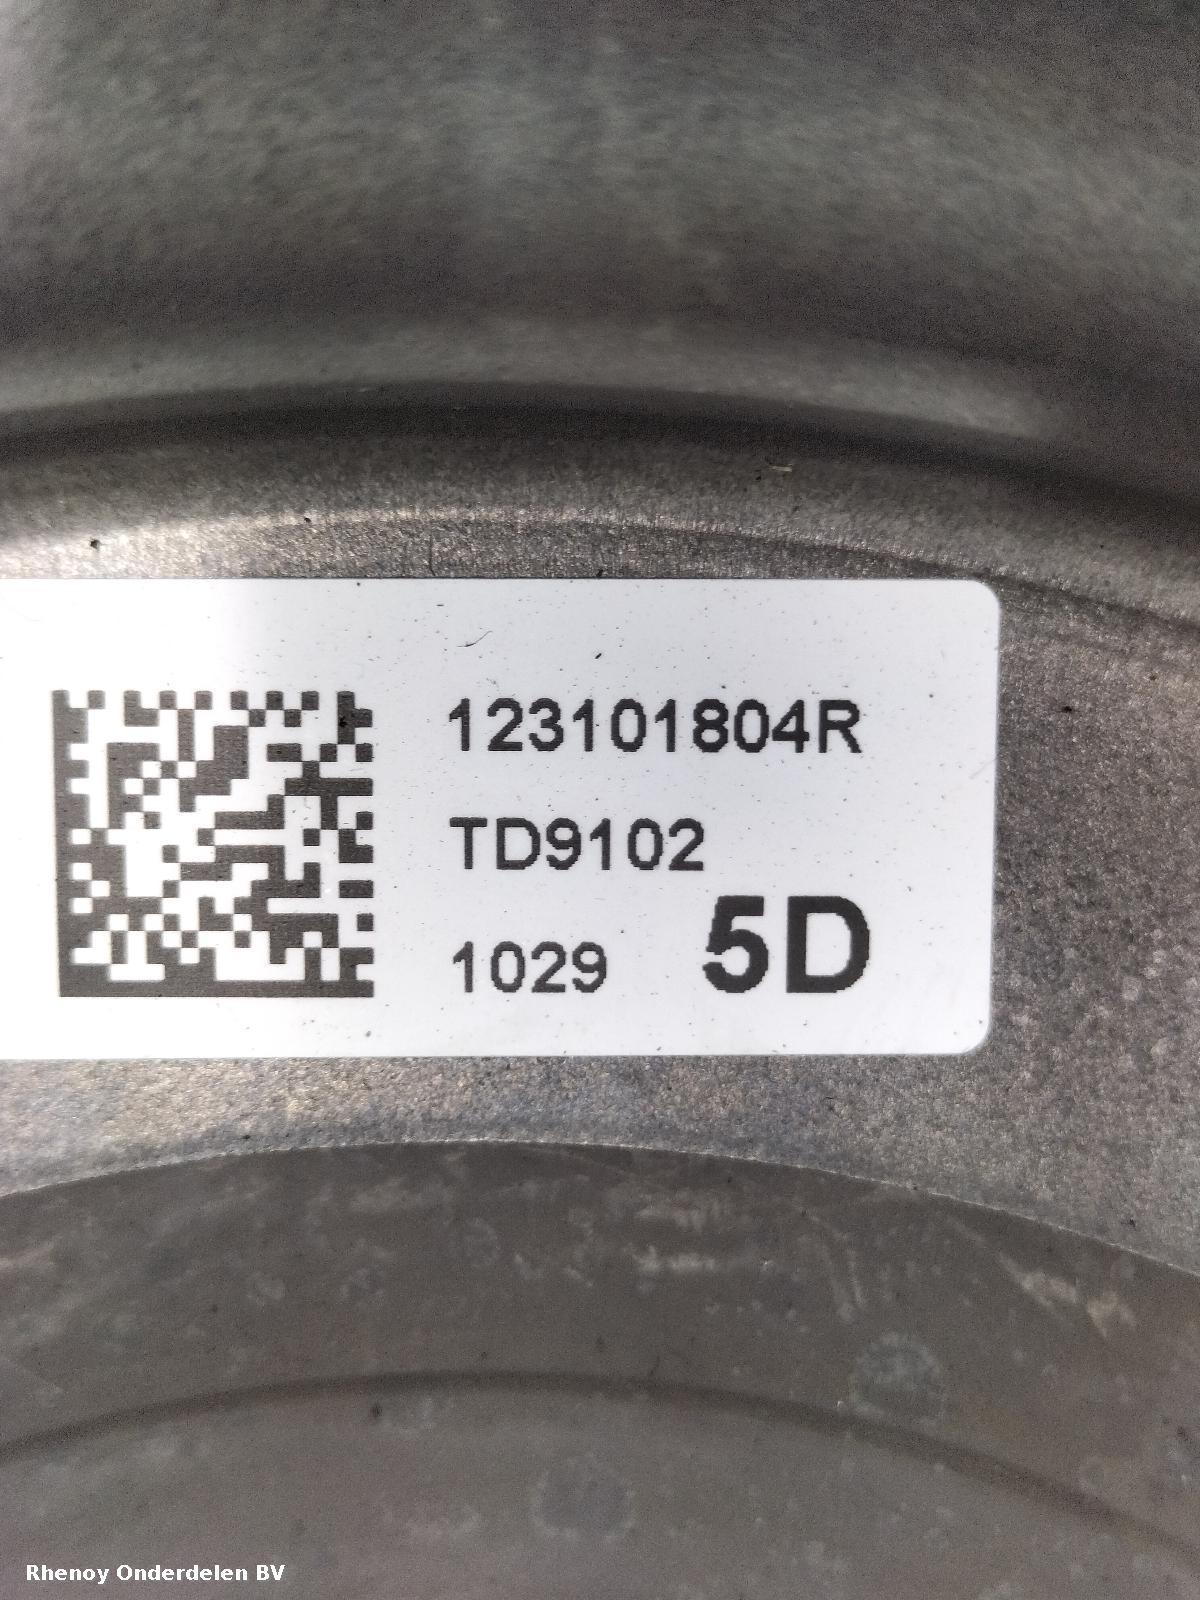 123101804R
TD9102
1029 5D
Rhenoy Onderdelen BV